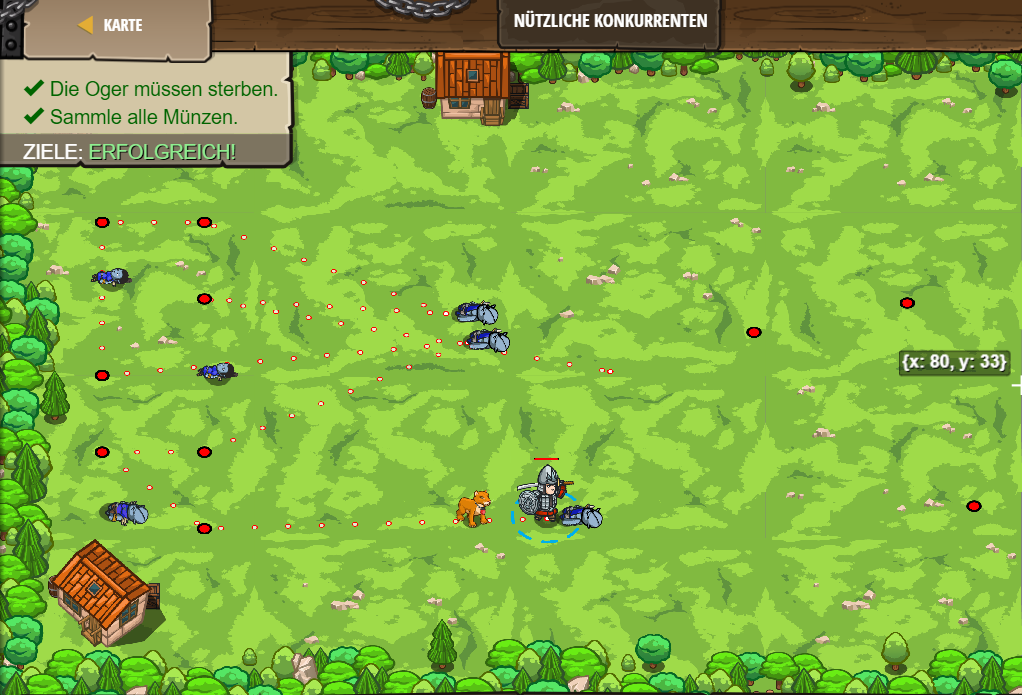 KARTE
NÜTZLICHE KONKURRENTEN
Die Oger müssen sterben.
Sammle alle Münzen.
ZIELE: ERFOLGREICH!
{x: 80, y: 33}